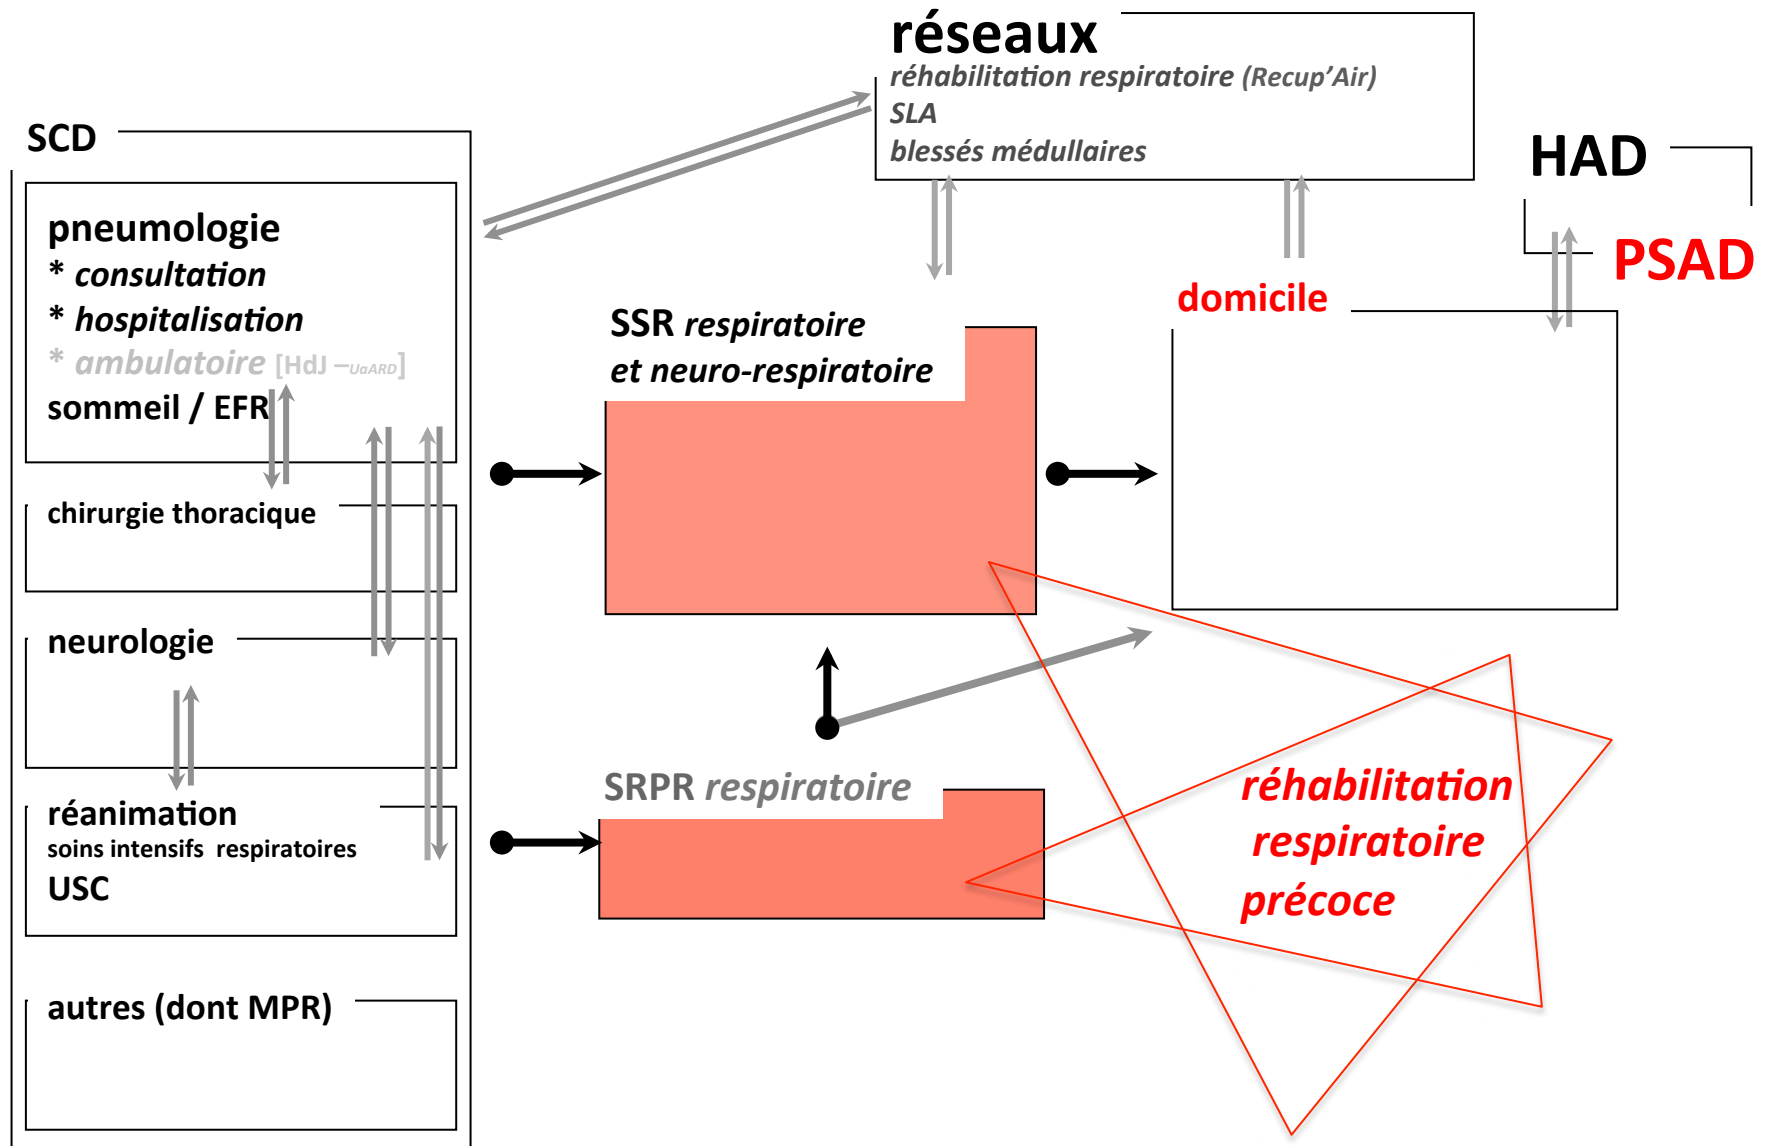 réseaux
réhabilitation respiratoire (Recup’Air)
SLA
blessés médullaires
SCD
pneumologie
* consultation
* hospitalisation
* ambulatoire [HdJ –UaARD]
sommeil / EFR
chirurgie thoracique
neurologie
réanimation
soins intensifs respiratoires
USC
autres (dont MPR)
SSR respiratoire
et neuro-respiratoire
SRPR respiratoire
domicile
HAD
PSAD
réhabilitation
respiratoire
précoce